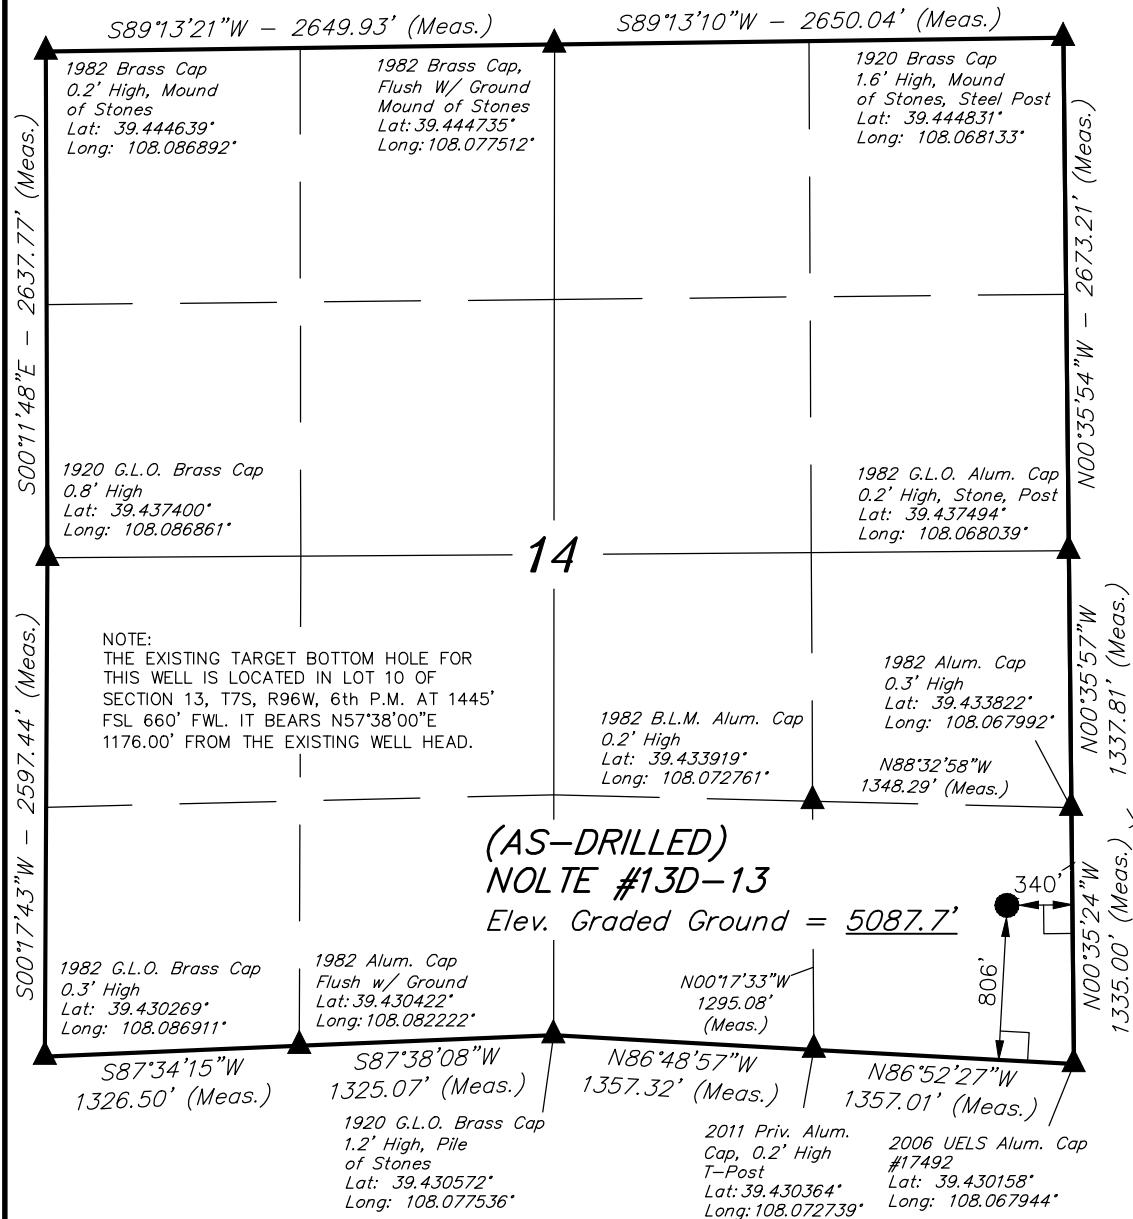 S89°13'21"W – 2649.93' (Meas.)
S89°13'10"W – 2650.04' (Meas.)
1982 Brass Cap
0.2' High, Mound
of Stones
Lat: 39.444639°
Long: 108.086892°
1982 Brass Cap,
Flush W/ Ground
Mound of Stones
Lat: 39.444735°
Long: 108.077512°
1920 Brass Cap
1.6' High, Mound
of Stones, Steel Post
Lat: 39.444831°
Long: 108.068133°
S00°11'48"E – 2637.77' (Meas.)
N00°35'54"W – 2673.21' (Meas.)
1920 G.L.O. Brass Cap
0.8' High
Lat: 39.437400°
Long: 108.086861°
1982 G.L.O. Alum. Cap
0.2' High, Stone, Post
Lat: 39.437494°
Long: 108.068039°
14
NOTE:
THE EXISTING TARGET BOTTOM HOLE FOR
THIS WELL IS LOCATED IN LOT 10 OF
SECTION 13, T7S, R96W, 6th P.M. AT 1445'
FSL 660' FWL. IT BEARS N57°38'00"E
1176.00' FROM THE EXISTING WELL HEAD.
S00°17'43"W – 2597.44' (Meas.)
N00°35'57"W
1337.81' (Meas.)
1982 Alum. Cap
0.3' High
Lat: 39.433822°
Long: 108.067992°
1982 B.L.M. Alum. Cap
0.2' High
Lat: 39.433919°
Long: 108.072761°
N88°32'58"W
1348.29' (Meas.)
(AS–DRILLED)
NOLTE #13D–13
Elev. Graded Ground = 5087.7'
340'
806'
N00°35'24"W
1335.00' (Meas.)
1982 G.L.O. Brass Cap
0.3' High
Lat: 39.430269°
Long: 108.086911°
1982 Alum. Cap
Flush w/ Ground
Lat: 39.430422°
Long: 108.082222°
N00°17'33"W
1295.08'
(Meas.)
S87°34'15"W
1326.50' (Meas.)
S87°38'08"W
1325.07' (Meas.)
N86°48'57"W
1357.32' (Meas.)
N86°52'27"W
1357.01' (Meas.)
1920 G.L.O. Brass Cap
1.2' High, Pile
of Stones
Lat: 39.430572°
Long: 108.077536°
2011 Priv. Alum.
Cap, 0.2' High
T–Post
Lat: 39.430364°
Long: 108.072739°
2006 UELS Alum. Cap
#17492
Lat: 39.430158°
Long: 108.067944°